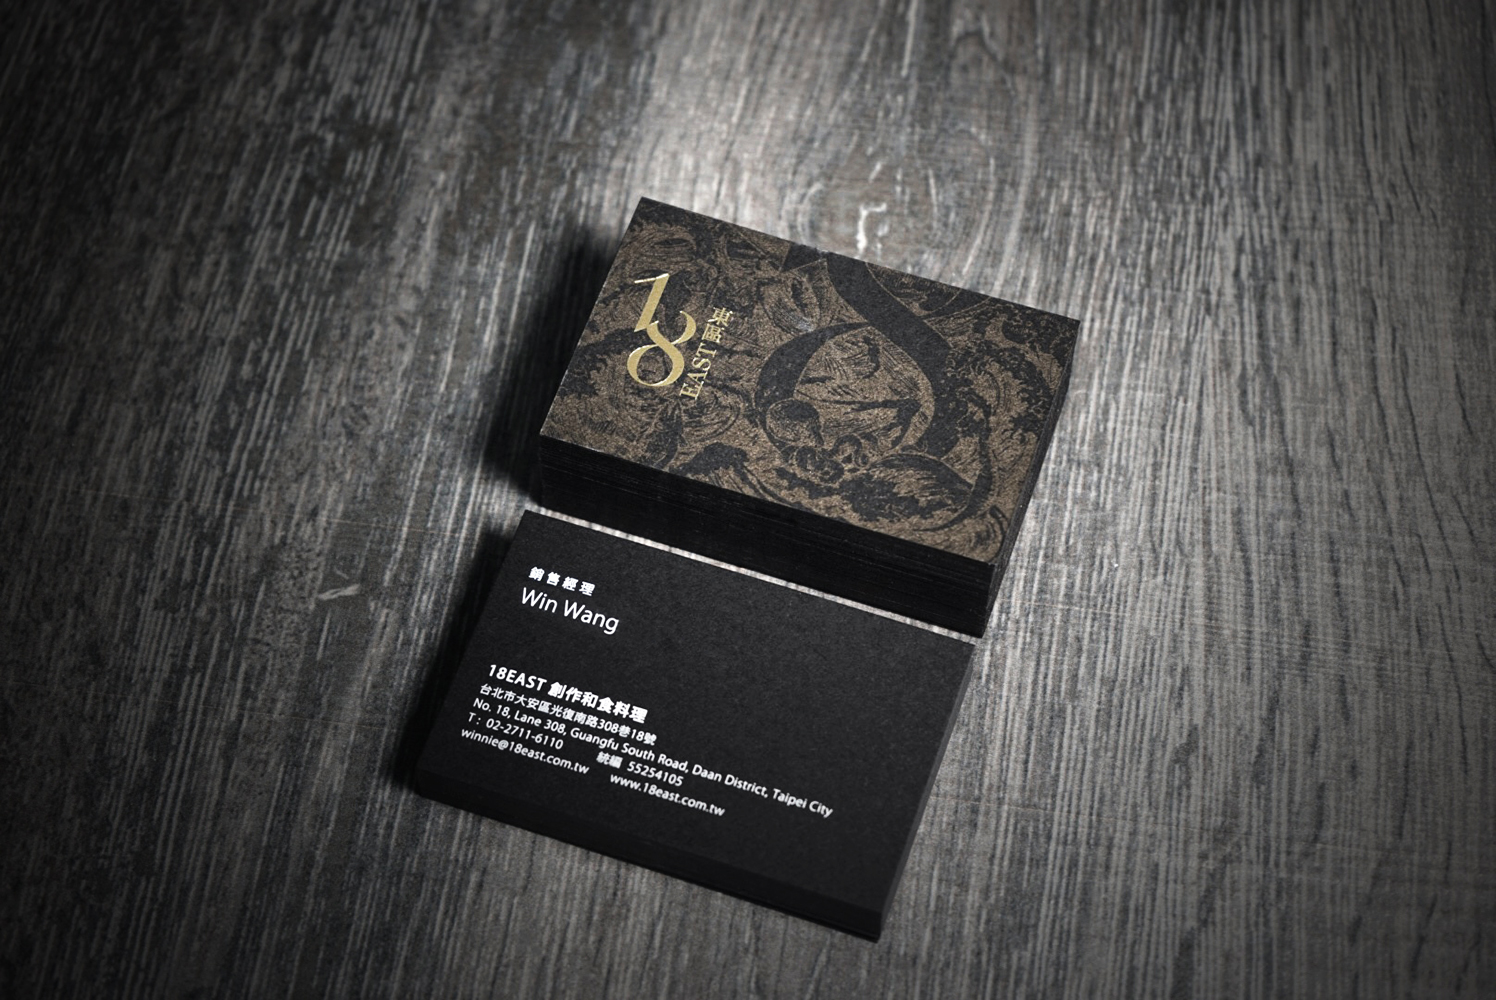 18
EAST 東區
銷售經理
Win Wang
18EAST 創作和食料理
台北市大安區光復南路308巷18號
No. 18, Lane 308, Guangfu South Road, Daan District, Taipei City
T: 02-2711-6110 統編 55254105
winnie@18east.com.tw www.18east.com.tw